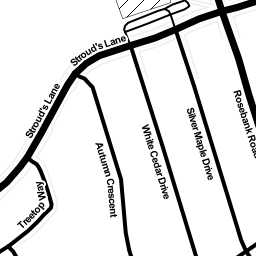 Stroud's Lane
Stroud's Lane
Rosebank Road
Silver Maple Drive
White Cedar Drive
Autumn Crescent
Treetop Way